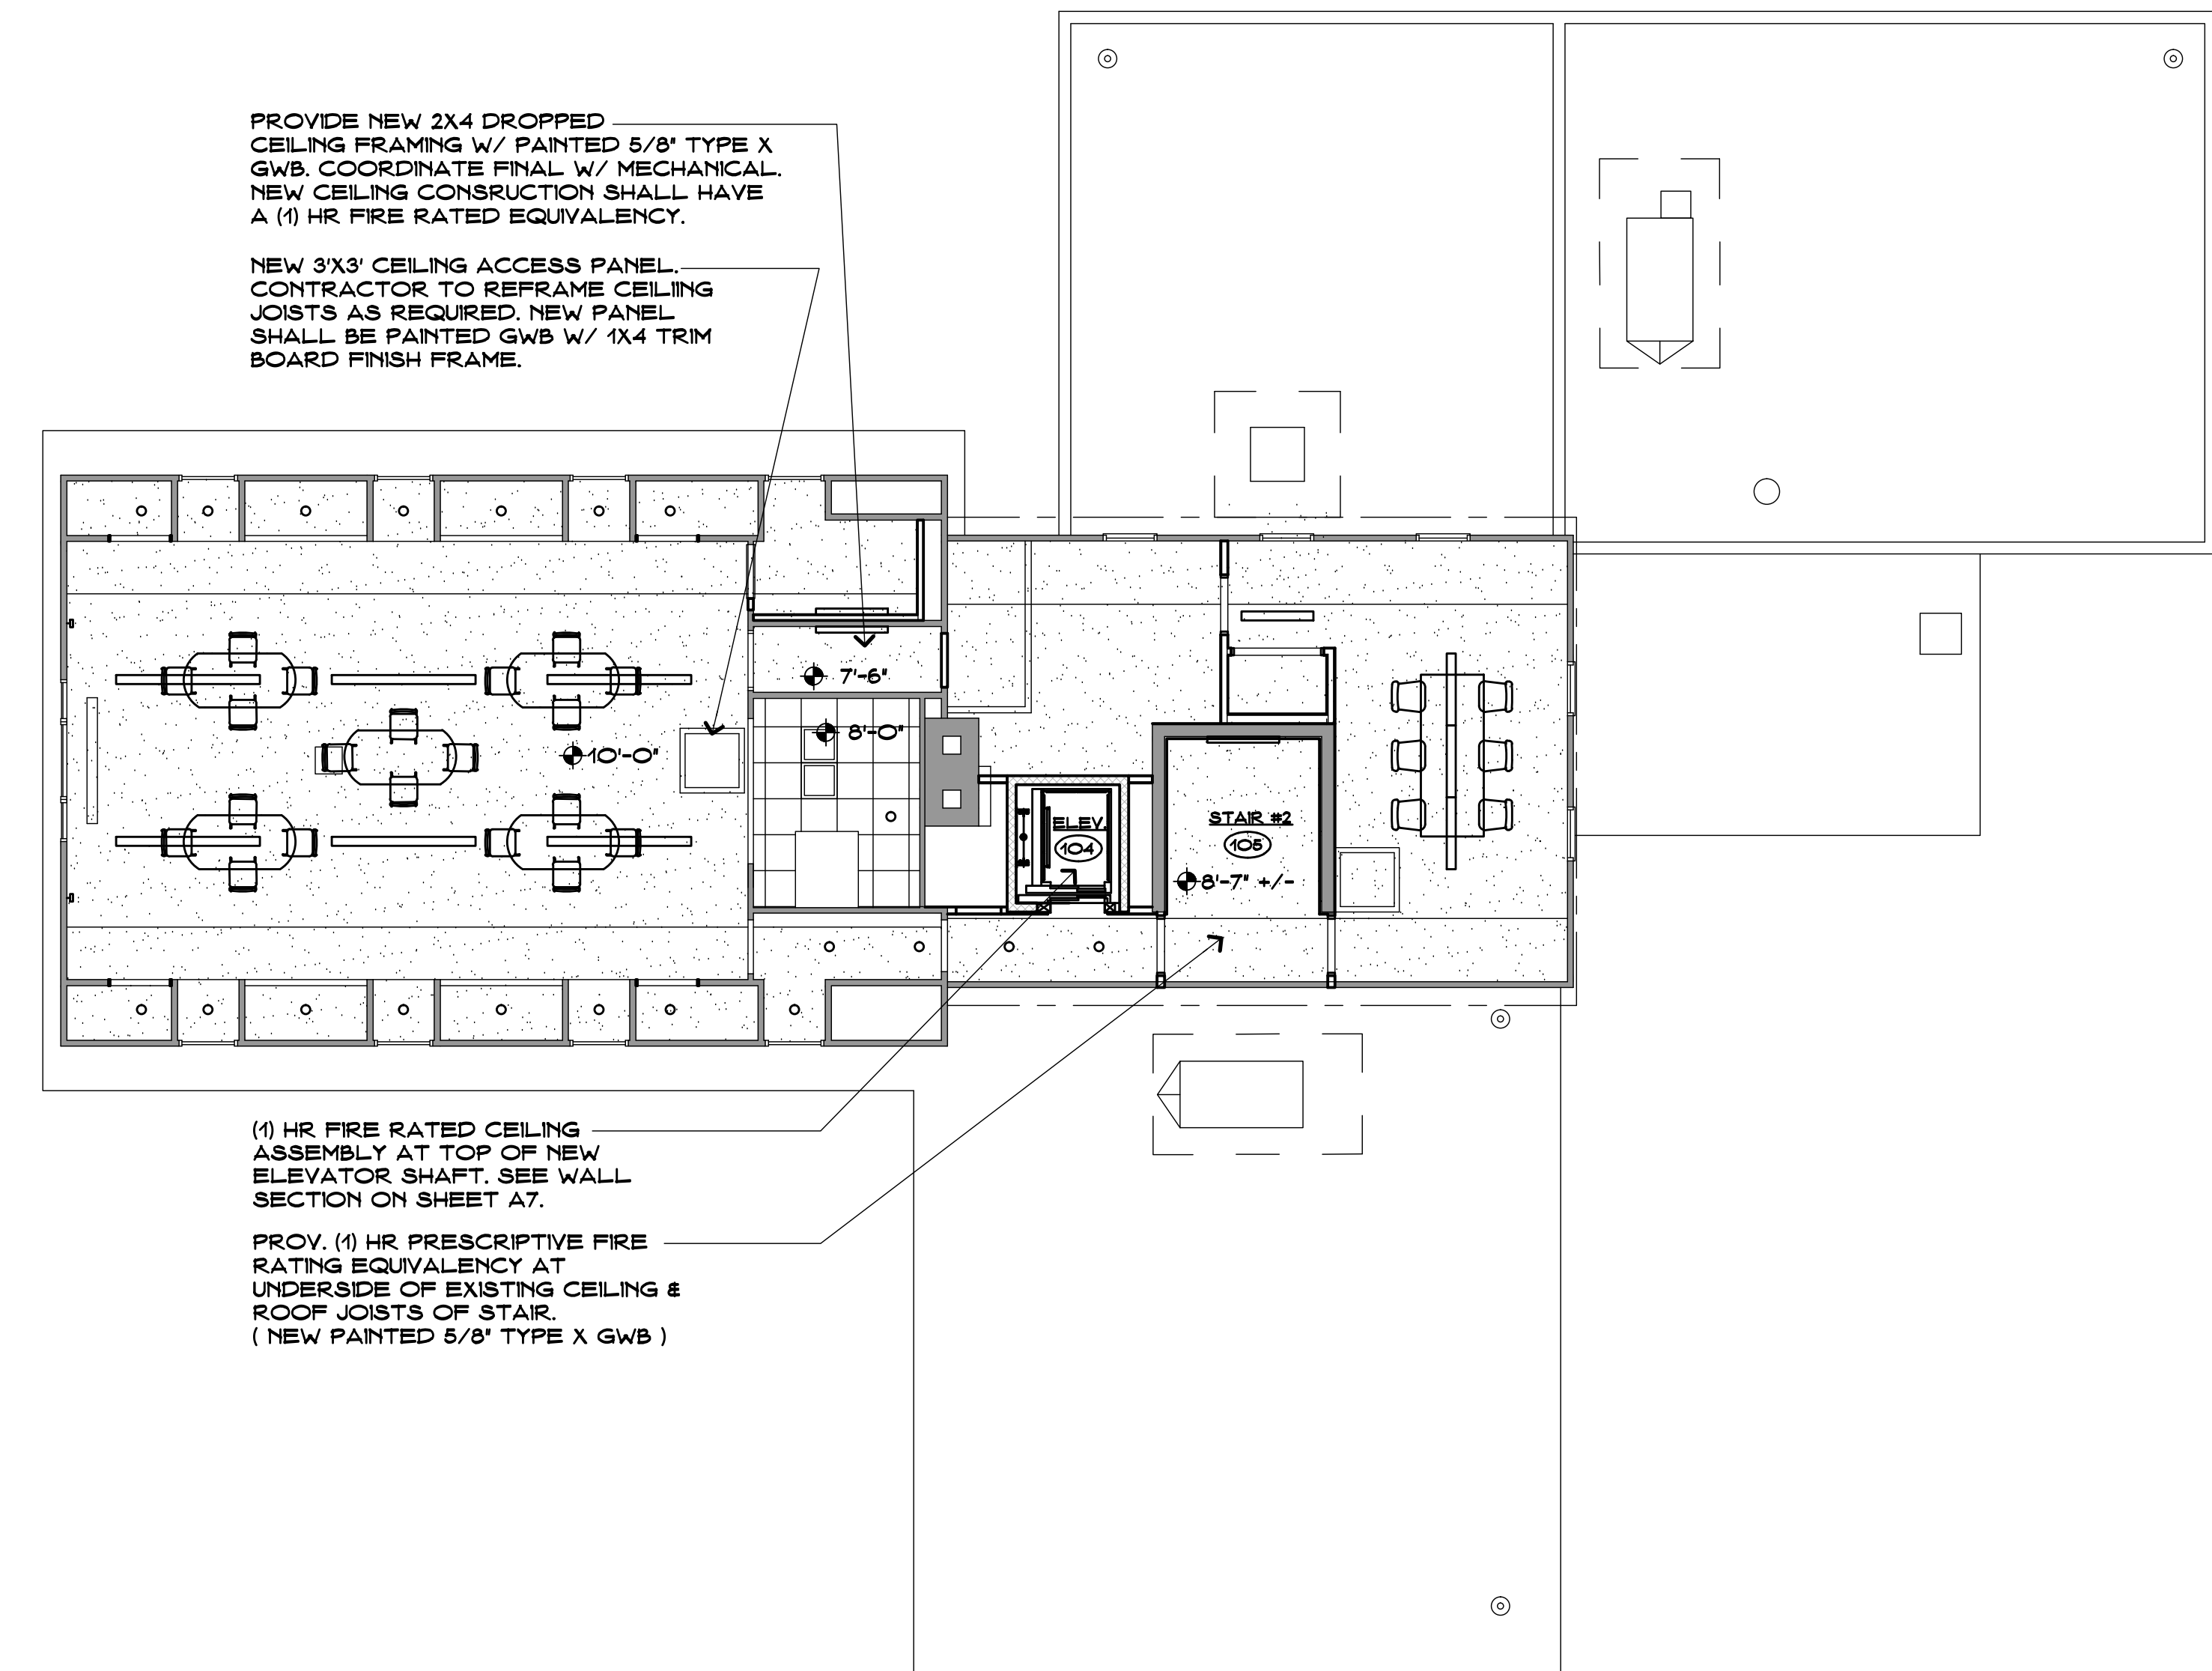 PROVIDE NEW 2X4 DROPPED
CEILING FRAMING W/ PAINTED 5/8" TYPE X
GWB. COORDINATE FINAL W/ MECHANICAL.
NEW CEILING CONSRUCTION SHALL HAVE
A (1) HR FIRE RATED EQUIVALENCY.
NEW 3'X3' CEILING ACCESS PANEL.
CONTRACTOR TO REFRAME CEILIING
JOISTS AS REQUIRED. NEW PANEL
SHALL BE PAINTED GWB W/ 1X4 TRIM
BOARD FINISH FRAME.
7'-6"
8'-0"
10'-0"
ELEV.
104
STAIR #2
105
8'-7" +/-
(1) HR FIRE RATED CEILING
ASSEMBLY AT TOP OF NEW
ELEVATOR SHAFT. SEE WALL
SECTION ON SHEET A7.
PROV. (1) HR PRESCRIPTIVE FIRE
RATING EQUIVALENCY AT
UNDERSIDE OF EXISTING CEILING &
ROOF JOISTS OF STAIR.
( NEW PAINTED 5/8" TYPE X GWB )